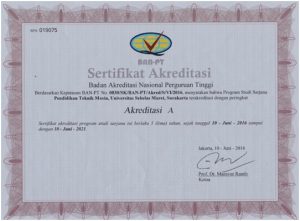 019075
BAN-PT
Sertifikat Akreditasi
Badan Akreditasi Nasional Perguruan Tinggi
Berdasarkan Keputusan BAN-PT No. 0830/SK/BAN-PT/Akred/S/VI/2016, menyatakan bahwa Program Studi Sarjana
Pendidikan Teknik Mesin, Universitas Sebelas Maret, Surakarta terakreditasi dengan peringkat
Akreditasi A
Sertifikat akreditasi program studi sarjana ini berlaku 5 (lima) tahun, sejak tanggal 10 - Juni - 2016 sampai
dengan 10 - Juni - 2021
Jakarta, 10 - Juni - 2016
Prof. Dr. Mansyur Ramly
Ketua